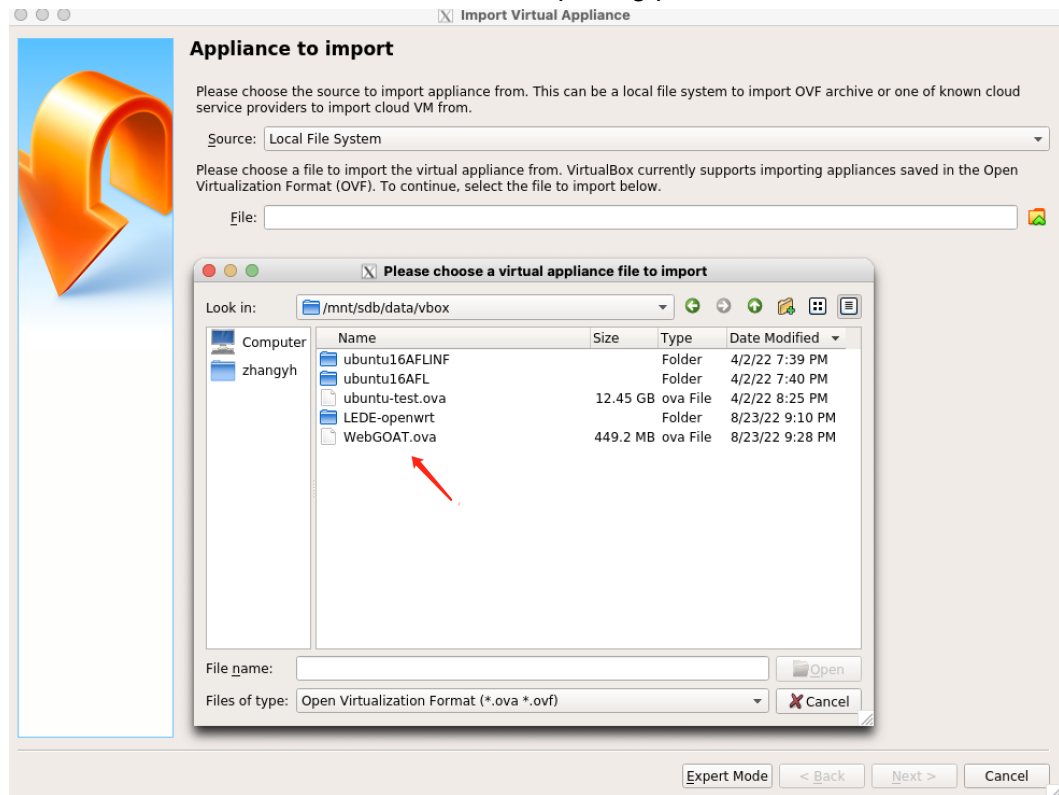 Import Virtual Appliance
Appliance to import
Please choose the source to import appliance from. This can be a local file system to import OVF archive or one of known cloud
service providers to import cloud VM from.
Source: Local File System
Please choose a file to import the virtual appliance from. VirtualBox currently supports importing appliances saved in the Open
Virtualization Format (OVF). To continue, select the file to import below.
File:
Please choose a virtual appliance file to import
Look in: /mnt/sdb/data/vbox
Computer
zhangyh
Name Size Type Date Modified
ubuntu16AFLINF Folder 4/2/22 7:39 PM
ubuntu16AFL Folder 4/2/22 7:40 PM
ubuntu-test.ova 12.45 GB ova File 4/2/22 8:25 PM
LEDE-openwrt Folder 8/23/22 9:10 PM
WebGOAT.ova 449.2 MB ova File 8/23/22 9:28 PM
File name: Open
Files of type: Open Virtualization Format (*.ova *.ovf) Cancel
Expert Mode < Back Next > Cancel